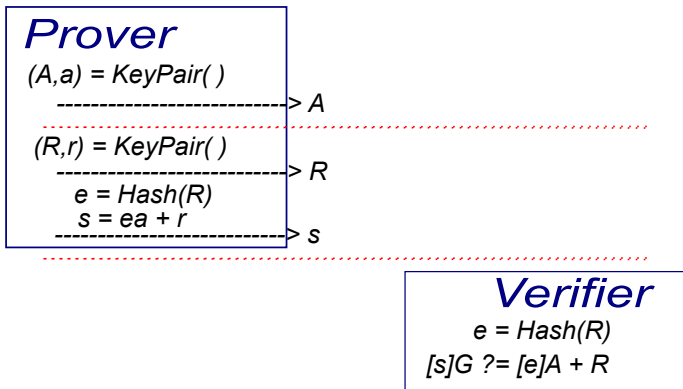 Prover
(A,a) = KeyPair( )
---------------------------> A
(R,r) = KeyPair( )
---------------------------> R
e = Hash(R)
s = ea + r
---------------------------> s
Verifier
e = Hash(R)
[s]G ?= [e]A + R